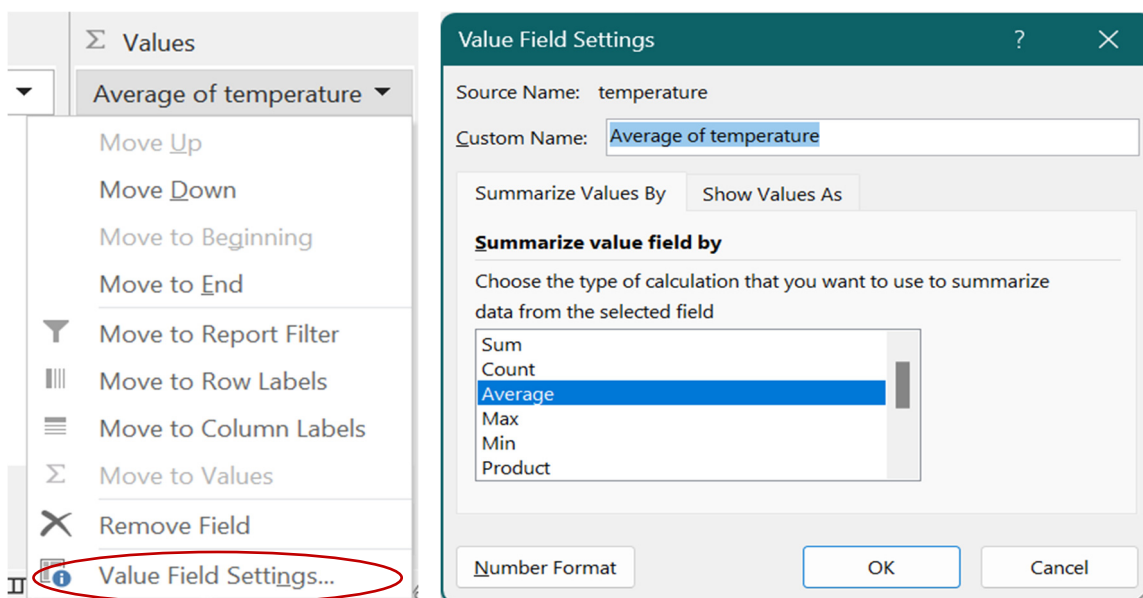 Σ Values
Average of temperature
Move Up
Move Down
Move to Beginning
Move to End
Move to Report Filter
Move to Row Labels
Move to Column Labels
Σ Move to Values
Remove Field
Value Field Settings...
Value Field Settings ?
Source Name: temperature
Custom Name: Average of temperature
Summarize Values By Show Values As
Summarize value field by
Choose the type of calculation that you want to use to summarize
data from the selected field
Sum
Count
Average
Max
Min
Product
Number Format OK Cancel